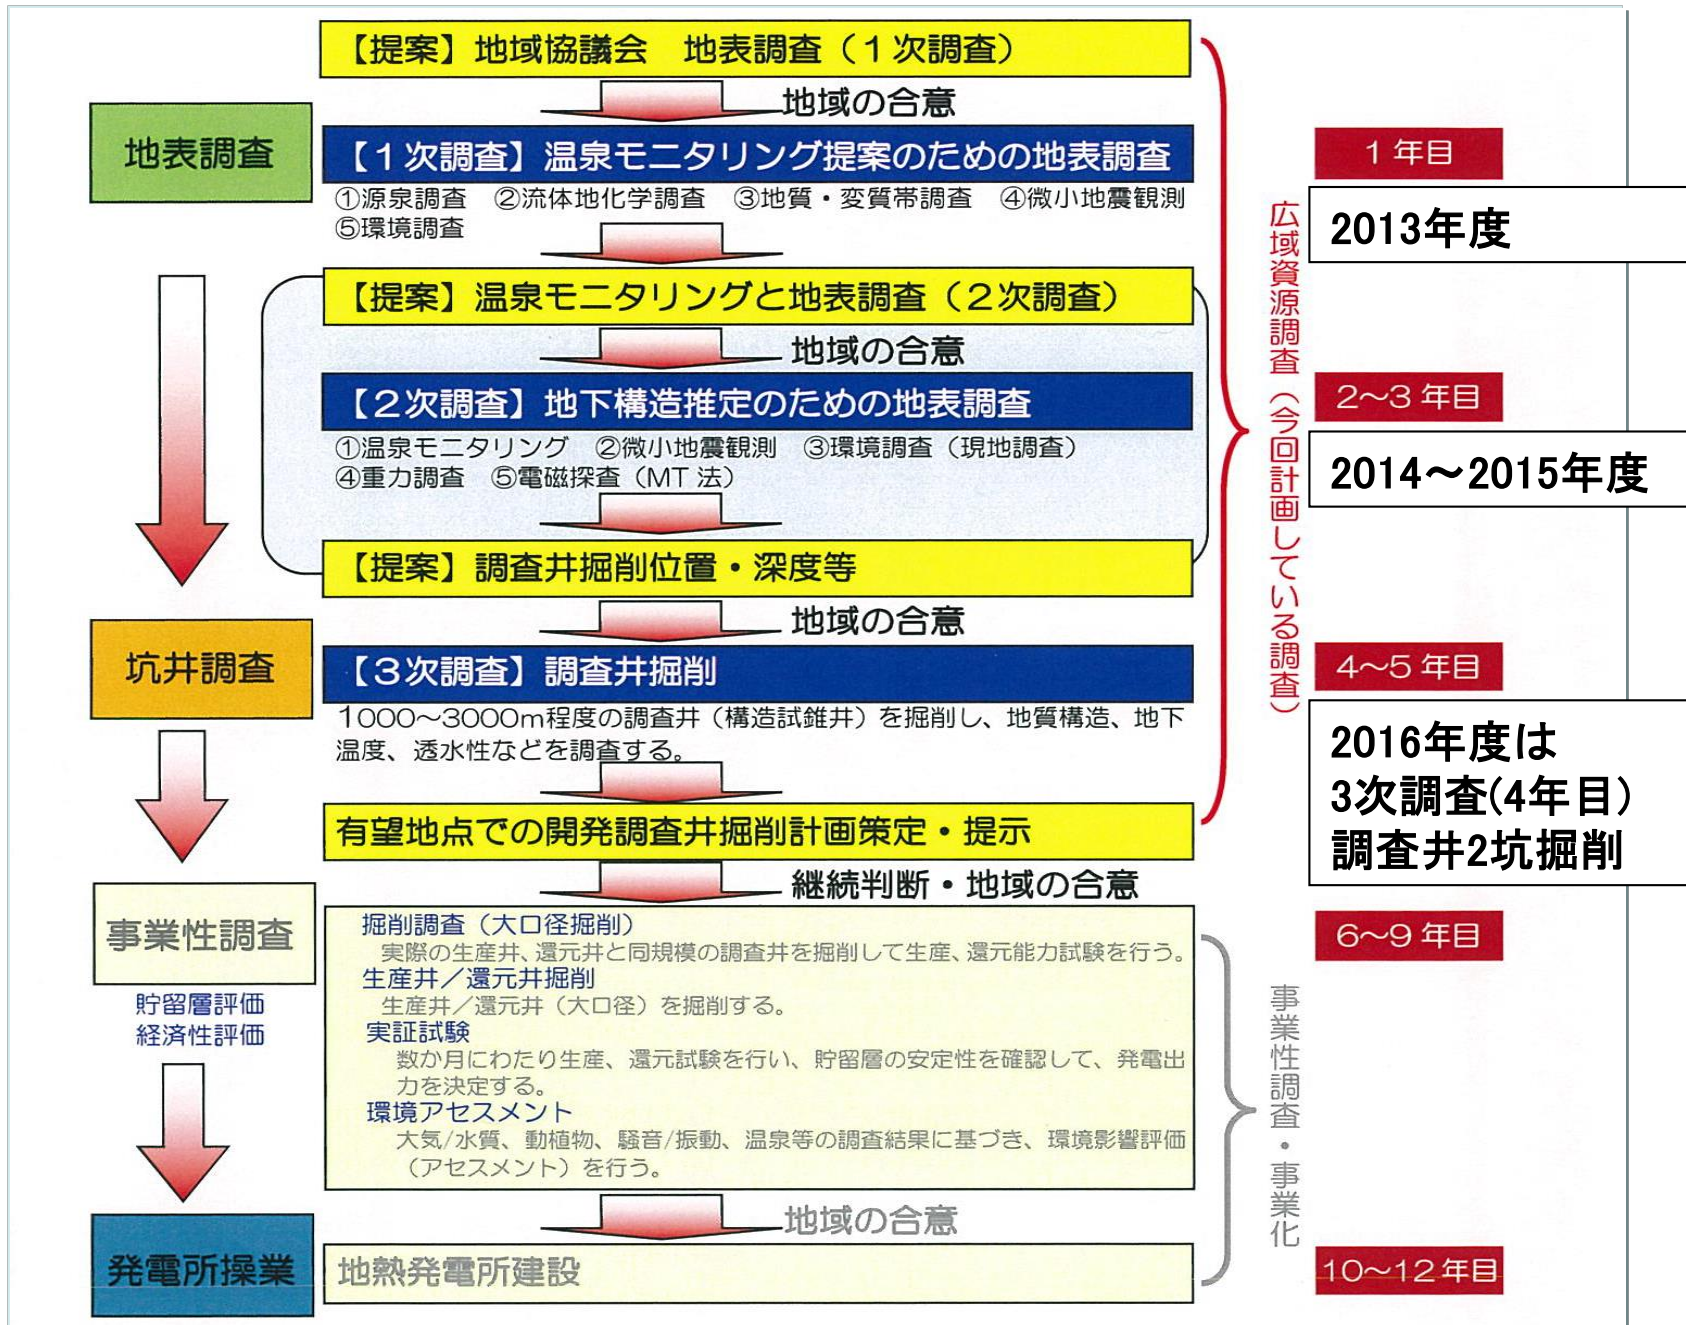 【提案】地域協議会　地表調査（１次調査）
地域の合意
地表調査
【１次調査】温泉モニタリング提案のための地表調査
１年目
①源泉調査　②流体地化学調査　③地質・変質帯調査　④微小地震観測
⑤環境調査
2013年度
【提案】温泉モニタリングと地表調査（２次調査）
地域の合意
【２次調査】地下構造推定のための地表調査
２～３年目
①温泉モニタリング　②微小地震観測　③環境調査（現地調査）
④重力調査　⑤電磁探査（MT法）
2014～2015年度
広域資源調査（今回計画している調査）
【提案】調査井掘削位置・深度等
地域の合意
坑井調査
【３次調査】調査井掘削
４～５年目
1000～3000m程度の調査井（構造試錐井）を掘削し、地質構造、地下
温度、透水性などを調査する。
2016年度は
3次調査(4年目)
調査井2坑掘削
有望地点での開発調査井掘削計画策定・提示
継続判断・地域の合意
事業性調査
貯留層評価
経済性評価
掘削調査（大口径掘削）
実際の生産井、還元井と同規模の調査井を掘削して生産、還元能力試験を行う。
生産井／還元井掘削
生産井／還元井（大口径）を掘削する。
実証試験
数か月にわたり生産、還元試験を行い、貯留層の安定性を確認して、発電出
力を決定する。
環境アセスメント
大気/水質、動植物、騒音/振動、温泉等の調査結果に基づき、環境影響評価
（アセスメント）を行う。
６～９年目
事業性調査・事業化
地域の合意
発電所操業
地熱発電所建設
10～12年目